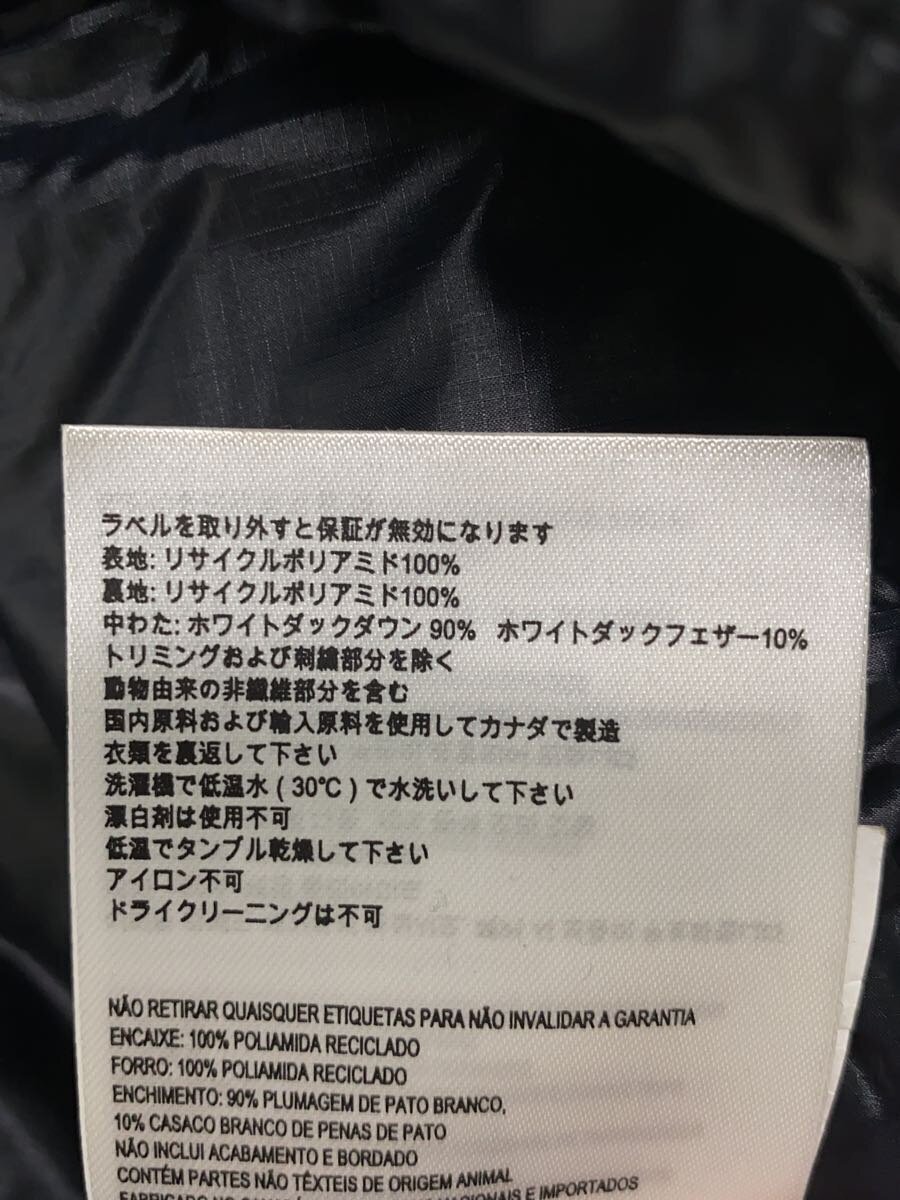 ラベルを取り外すと保証が無効になります
表地: リサイクルポリアミド100%
裏地: リサイクルポリアミド100%
中わた: ホワイトダックダウン 90% ホワイトダックフェザー10%
トリミングおよび刺繍部分を除く
動物由来の非繊維部分を含む
国内原料および輸入原料を使用してカナダで製造
衣類を裏返して下さい
洗濯機で低温水 ( 30℃ ) で水洗いして下さい
漂白剤は使用不可
低温でタンブル乾燥して下さい
アイロン不可
ドライクリーニングは不可
NÃO RETIRAR QUAISQUER ETIQUETAS PARA NÃO INVALIDAR A GARANTIA
ENCAIXE: 100% POLIAMIDA RECICLADO
FORRO: 100% POLIAMIDA RECICLADO
ENCHIMENTO: 90% PLUMAGEM DE PATO BRANCO,
10% CASACO BRANCO DE PENAS DE PATO
NÃO INCLUI ACABAMENTO E BORDADO
CONTÉM PARTES NÃO TÊXTEIS DE ORIGEM ANIMAL
FABRICADO NO E IMPORTADOS